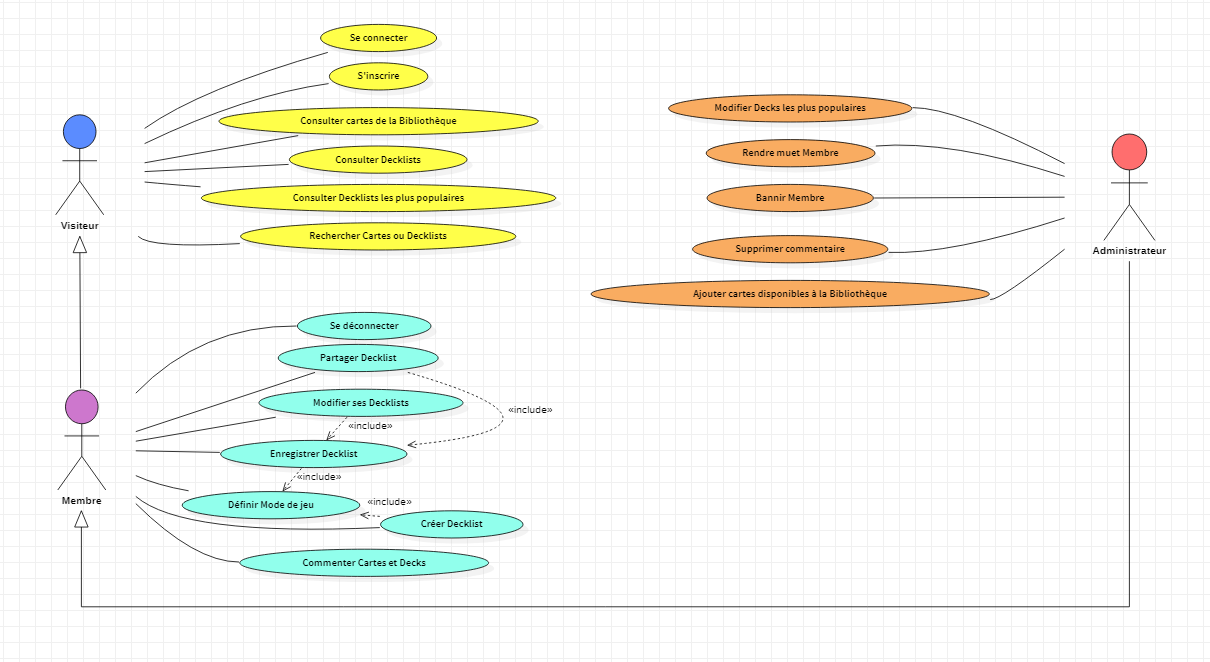 Se connecter
S'inscrire
Consulter cartes de la Bibliothèque
Consulter Decklists
Consulter Decklists les plus populaires
Rechercher Cartes ou Decklists
Visiteur
Modifier Decks les plus populaires
Rendre muet Membre
Bannir Membre
Supprimer commentaire
Ajouter cartes disponibles à la Bibliothèque
Administrateur
Se déconnecter
Partager Decklist
Modifier ses Decklists
«include»
«include»
Enregistrer Decklist
«include»
Définir Mode de jeu
«include»
Créer Decklist
Commenter Cartes et Decks
Membre